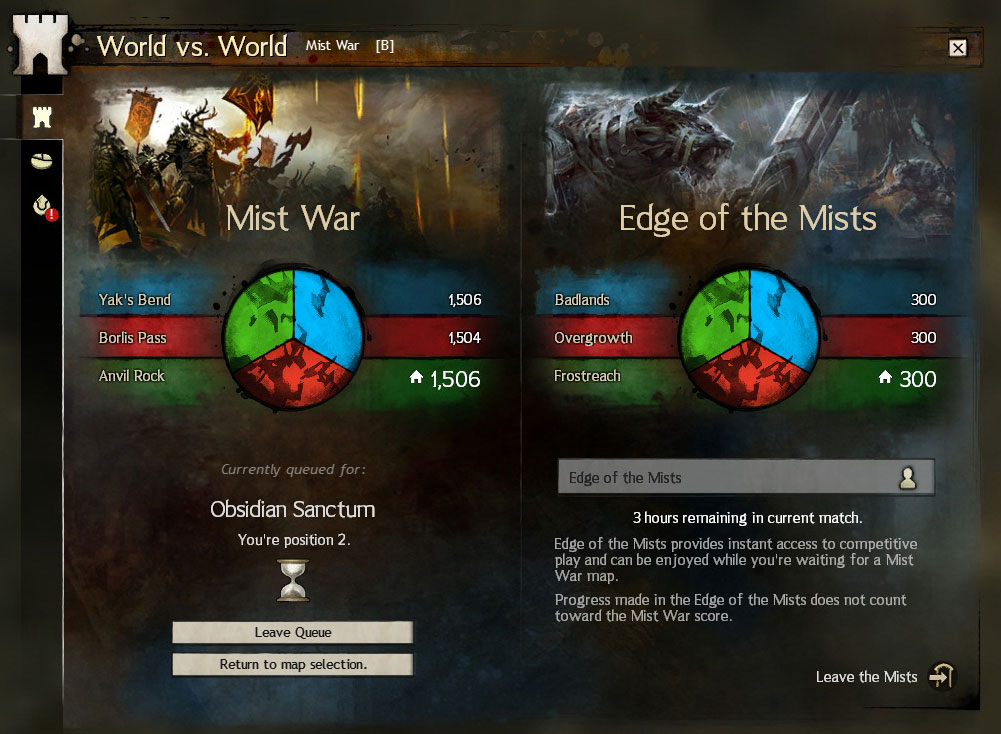 World vs. World Mist War [B]
Mist War
Yak's Bend 1,506
Borlis Pass 1,504
Anvil Rock 1,506
Currently queued for:
Obsidian Sanctum
You're position 2.
Leave Queue
Return to map selection.
Edge of the Mists
Badlands 300
Overgrowth 300
Frostreach 300
Edge of the Mists
3 hours remaining in current match.
Edge of the Mists provides instant access to competitive
play and can be enjoyed while you're waiting for a Mist
War map.
Progress made in the Edge of the Mists does not count
toward the Mist War score.
Leave the Mists